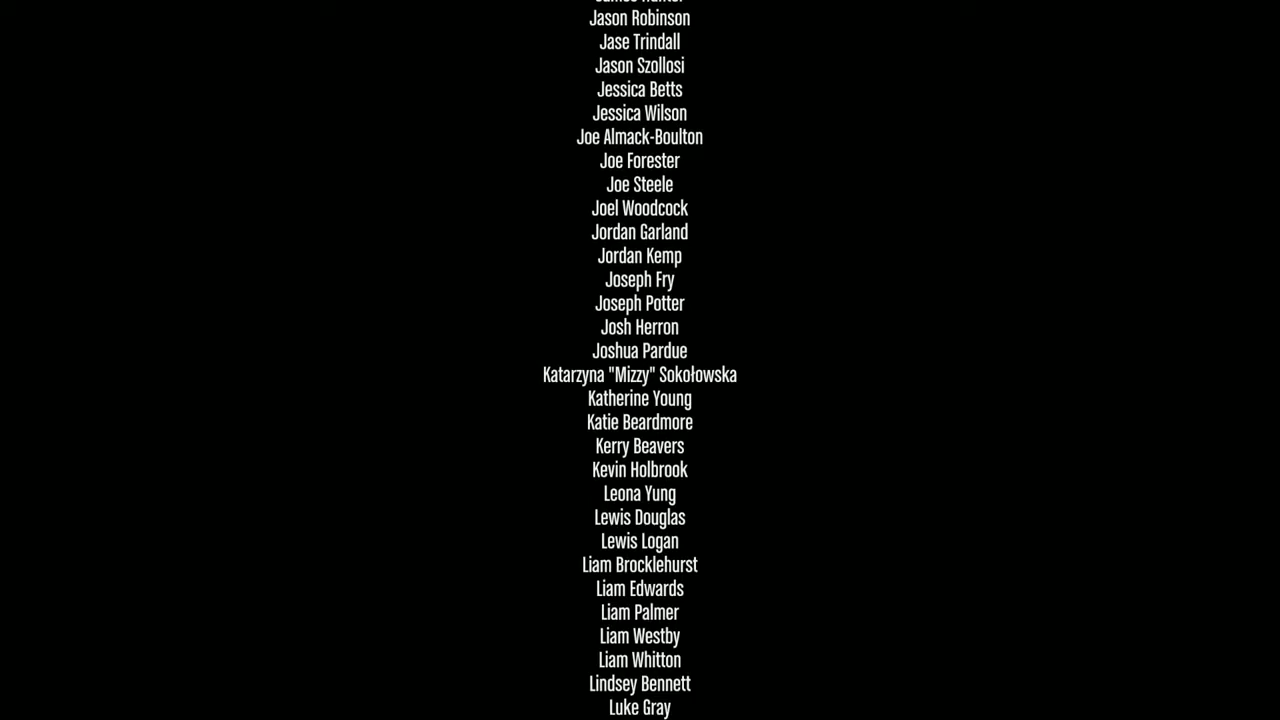 Jason Robinson
Jase Trindall
Jason Szollosi
Jessica Betts
Jessica Wilson
Joe Almack-Boulton
Joe Forester
Joe Steele
Joel Woodcock
Jordan Garland
Jordan Kemp
Joseph Fry
Joseph Potter
Josh Herron
Joshua Pardue
Katarzyna "Mizzy" Sokołowska
Katherine Young
Katie Beardmore
Kerry Beavers
Kevin Holbrook
Leona Yung
Lewis Douglas
Lewis Logan
Liam Brocklehurst
Liam Edwards
Liam Palmer
Liam Westby
Liam Whitton
Lindsey Bennett
Luke Gray